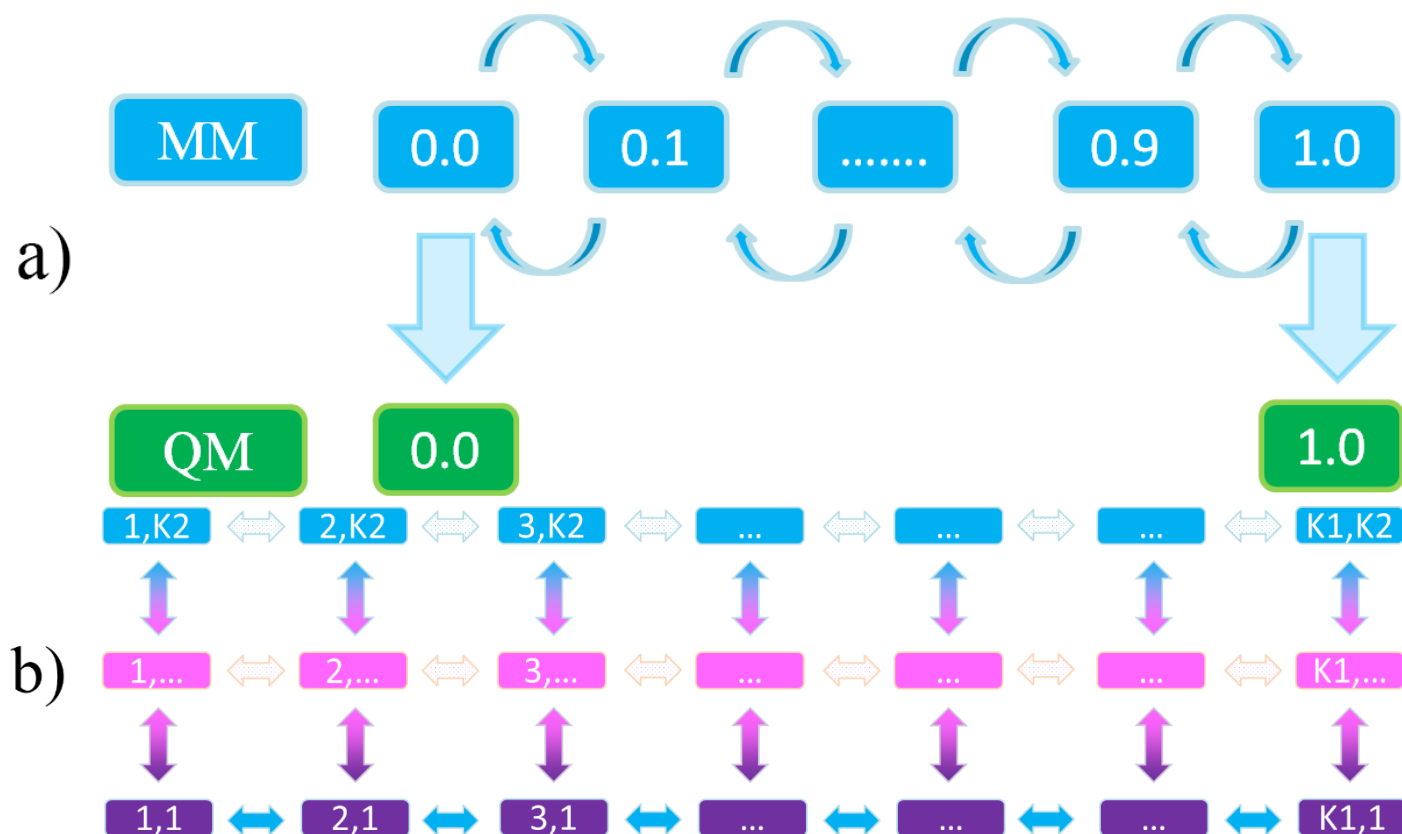 MM 0.0 0.1 ....... 0.9 1.0
a)
QM 0.0 1.0
1,K2 2,K2 3,K2 ... ... ... K1,K2
b) 1,... 2,... 3,... ... ... ... K1,...
1,1 2,1 3,1 ... ... ... K1,1